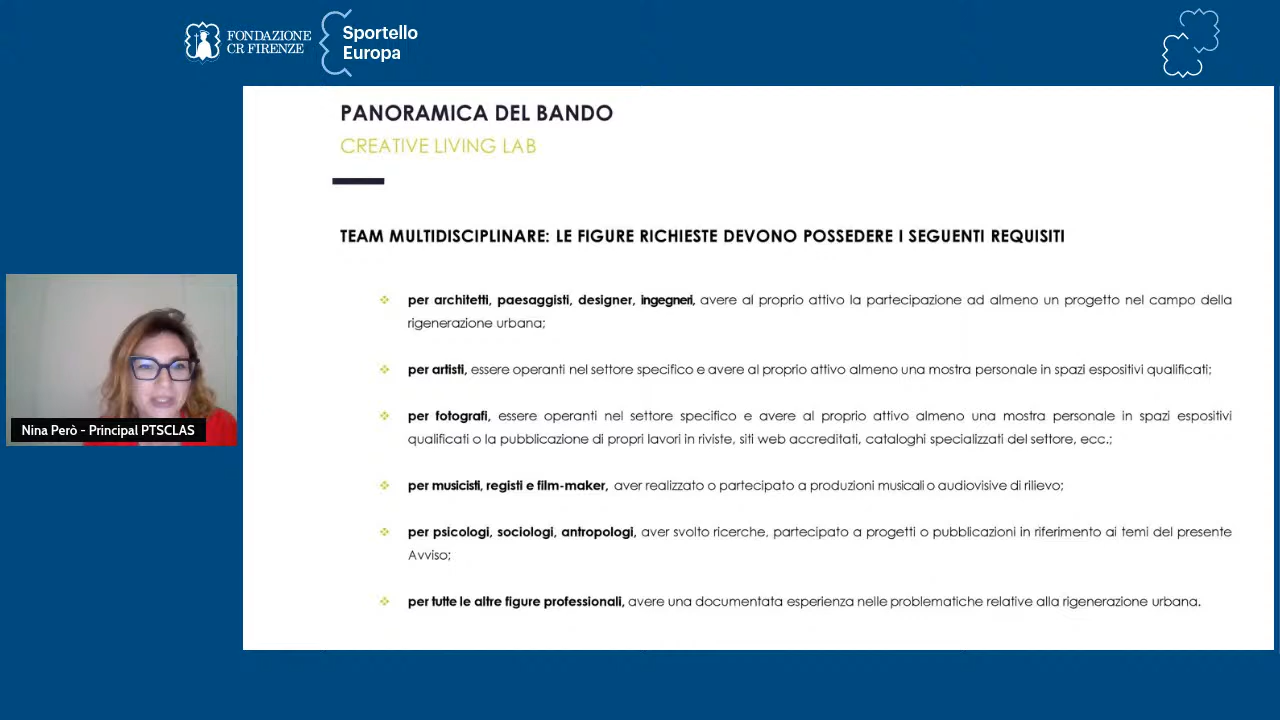 FONDAZIONE
CR FIRENZE
Sportello
Europa
PANORAMICA DEL BANDO
CREATIVE LIVING LAB
TEAM MULTIDISCIPLINARE: LE FIGURE RICHIESTE DEVONO POSSEDERE I SEGUENTI REQUISITI
per architetti, paesaggisti, designer, ingegneri, avere al proprio attivo la partecipazione ad almeno un progetto nel campo della
rigenerazione urbana;
per artisti, essere operanti nel settore specifico e avere al proprio attivo almeno una mostra personale in spazi espositivi qualificati;
per fotografi, essere operanti nel settore specifico e avere al proprio attivo almeno una mostra personale in spazi espositivi
qualificati o la pubblicazione di propri lavori in riviste, siti web accreditati, cataloghi specializzati del settore, ecc.;
per musicisti, registi e film-maker, aver realizzato o partecipato a produzioni musicali o audiovisive di rilievo;
per psicologi, sociologi, antropologi, aver svolto ricerche, partecipato a progetti o pubblicazioni in riferimento ai temi del presente
Avviso;
per tutte le altre figure professionali, avere una documentata esperienza nelle problematiche relative alla rigenerazione urbana.
Nina Però - Principal PTSCLAS